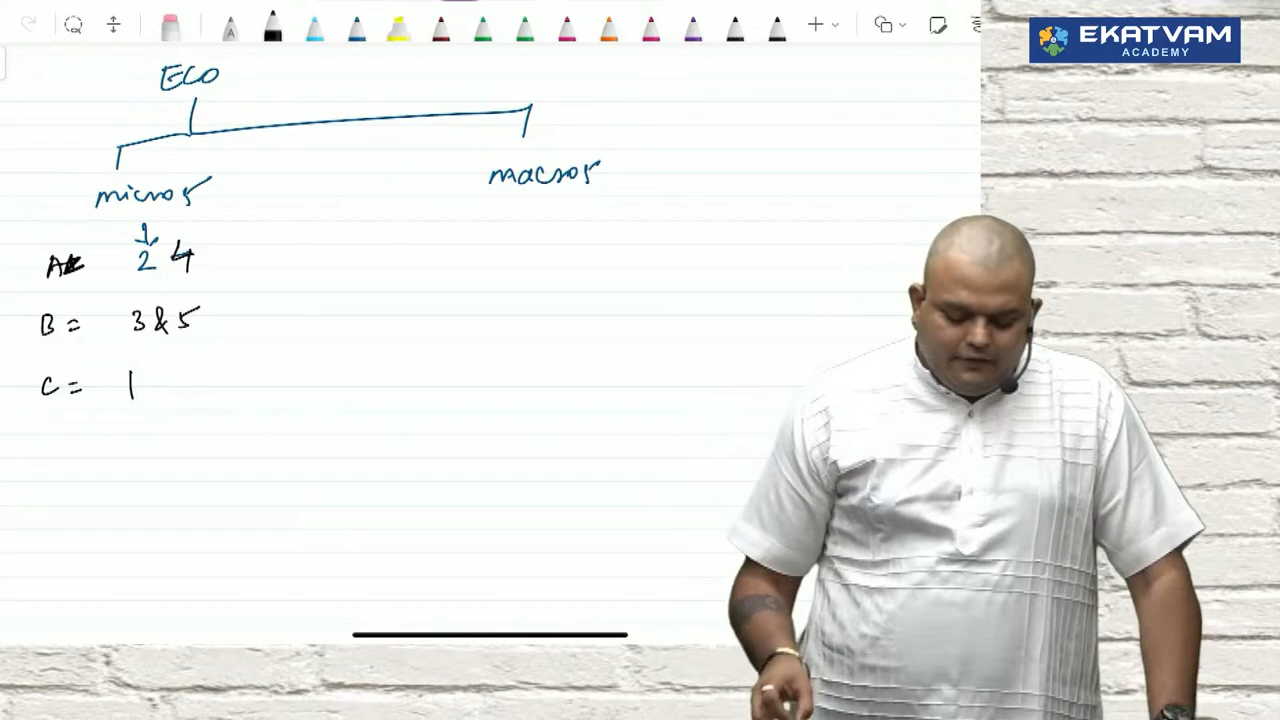 EKATVAM
ACADEMY
ECO
micro 5
macro 5
A
2 4
B = 3 & 5
C = 1